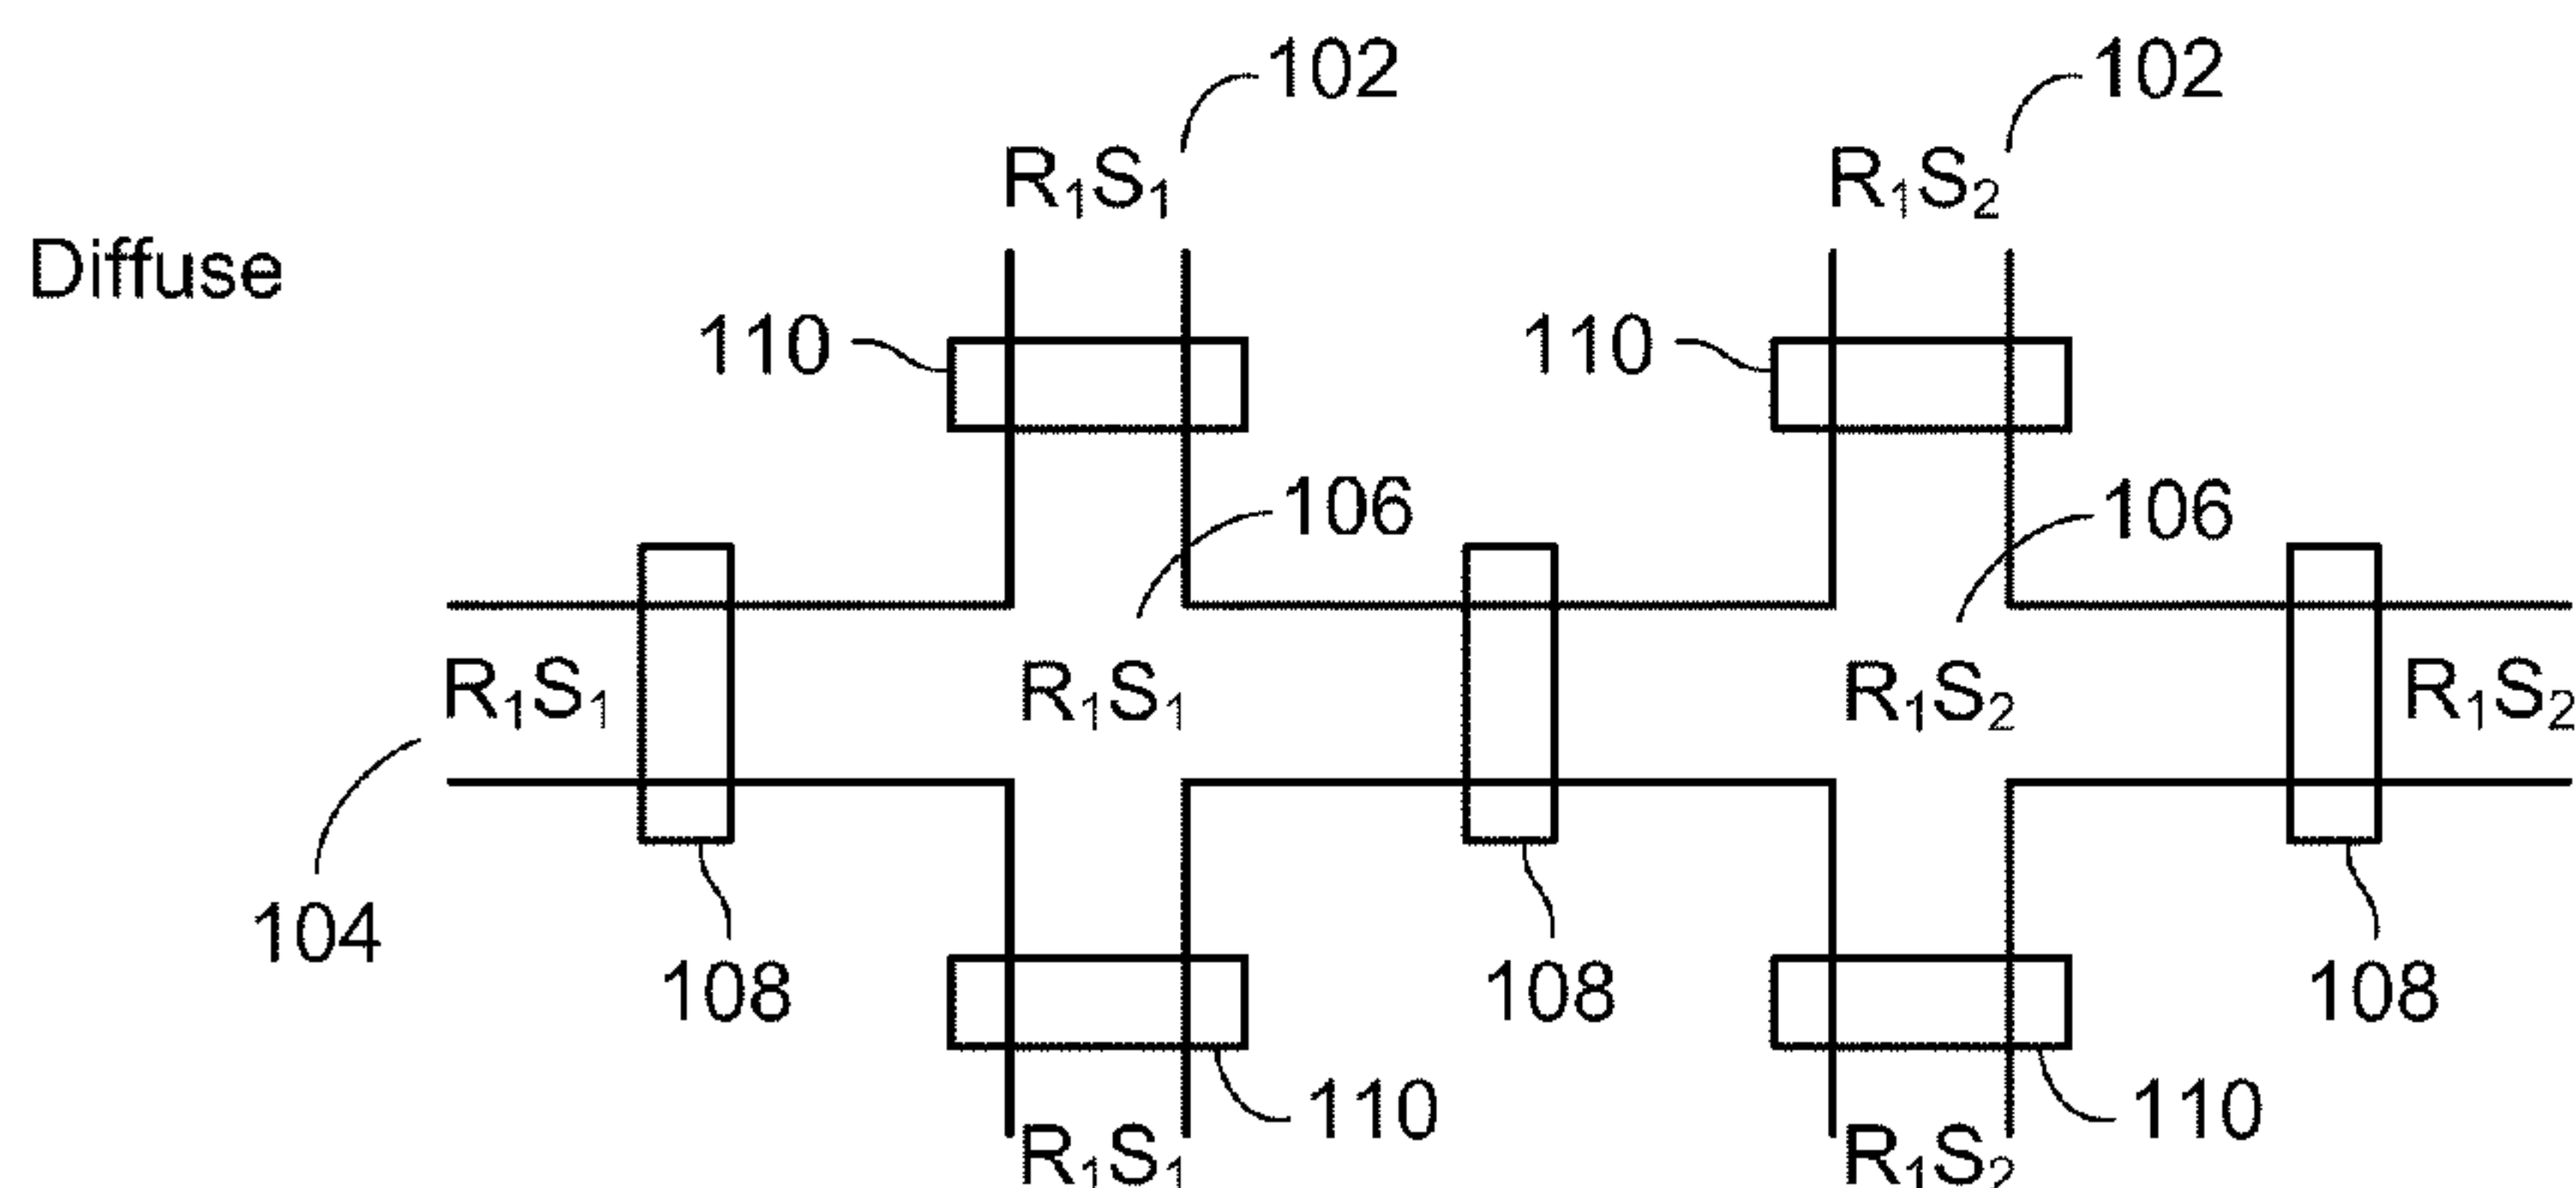 102 102
R₁S₁ R₁S₂
Diffuse
110 110
106 106
R₁S₁ R₁S₁ R₁S₂ R₁S₂
104
108 108 108
110 110
R₁S₁ R₁S₂